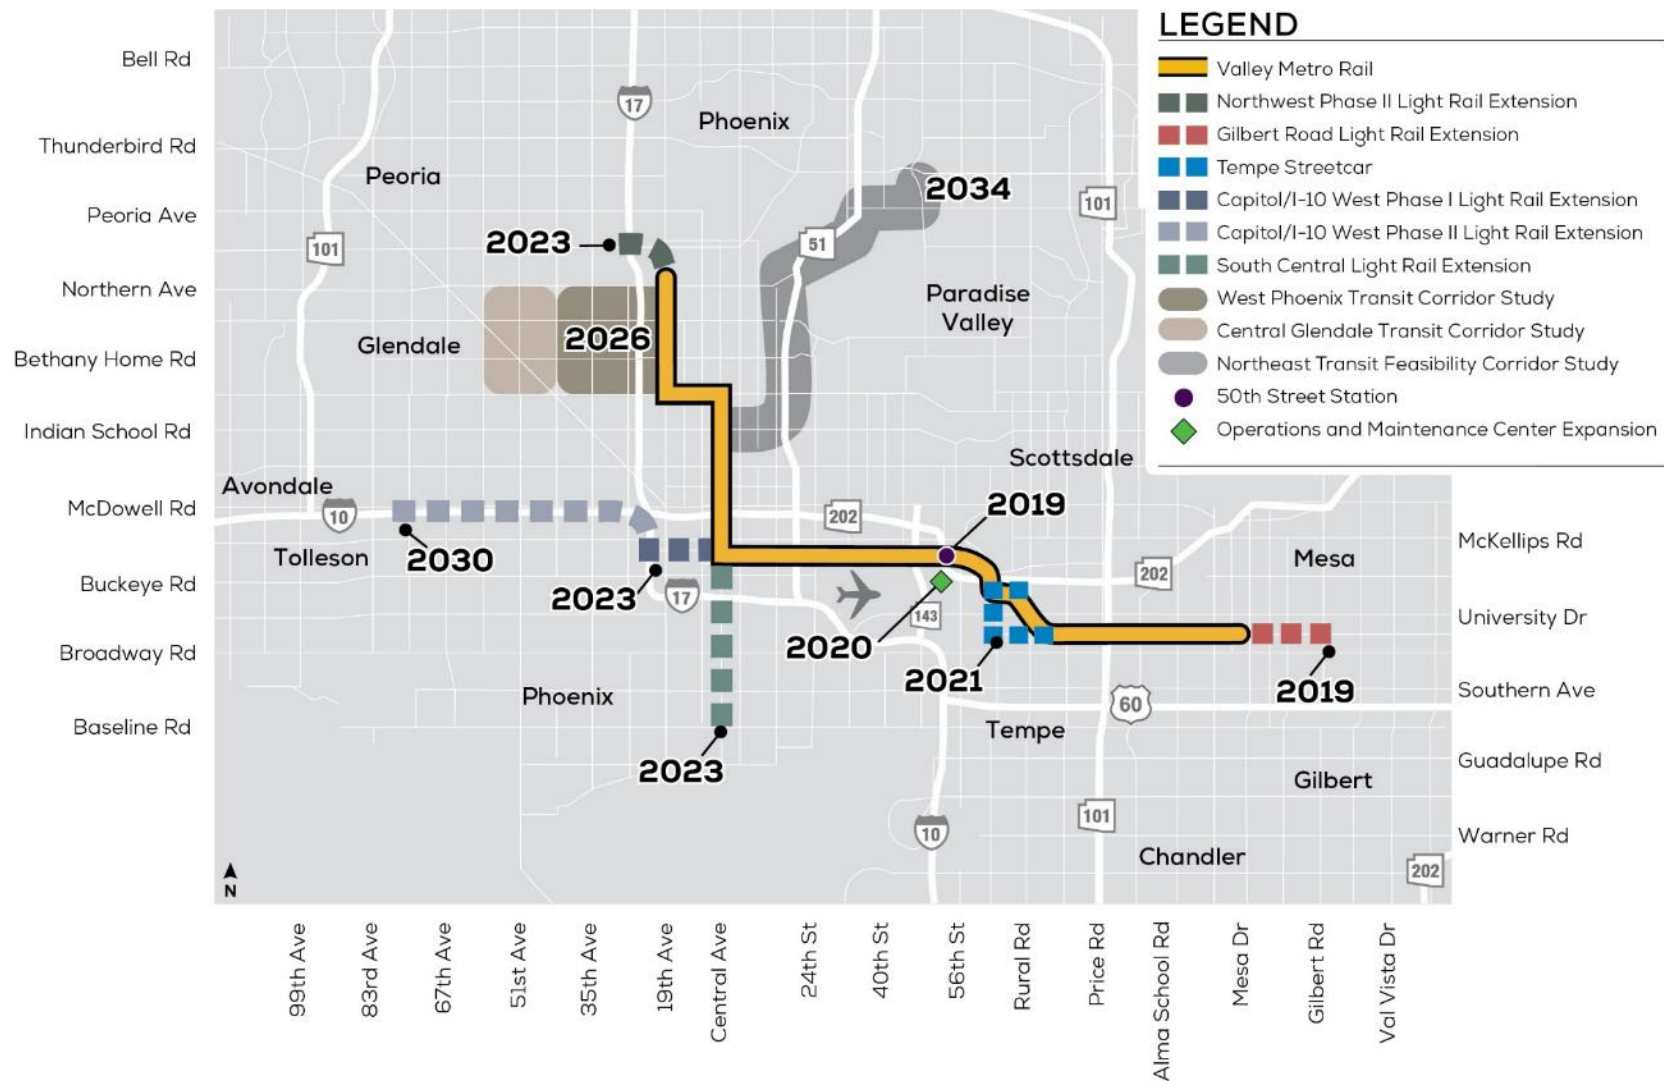 LEGEND
Valley Metro Rail
Northwest Phase II Light Rail Extension
Gilbert Road Light Rail Extension
Tempe Streetcar
Capitol/I-10 West Phase I Light Rail Extension
Capitol/I-10 West Phase II Light Rail Extension
South Central Light Rail Extension
West Phoenix Transit Corridor Study
Central Glendale Transit Corridor Study
Northeast Transit Feasibility Corridor Study
50th Street Station
Operations and Maintenance Center Expansion
Bell Rd
Thunderbird Rd
Peoria Ave
Northern Ave
Bethany Home Rd
Indian School Rd
McDowell Rd
Buckeye Rd
Broadway Rd
Baseline Rd
17
Phoenix
Peoria
2034
101
2023
51
101
Paradise
Valley
2026
Glendale
Scottsdale
Avondale
2019
10
202
Tolleson
2030
202
Mesa
2023
17
143
2020
2021
2019
Phoenix
60
Tempe
2023
Gilbert
101
10
Chandler
202
N
McKellips Rd
University Dr
Southern Ave
Guadalupe Rd
Warner Rd
99th Ave
83rd Ave
67th Ave
51st Ave
35th Ave
19th Ave
Central Ave
24th St
40th St
56th St
Rural Rd
Price Rd
Alma School Rd
Mesa Dr
Gilbert Rd
Val Vista Dr